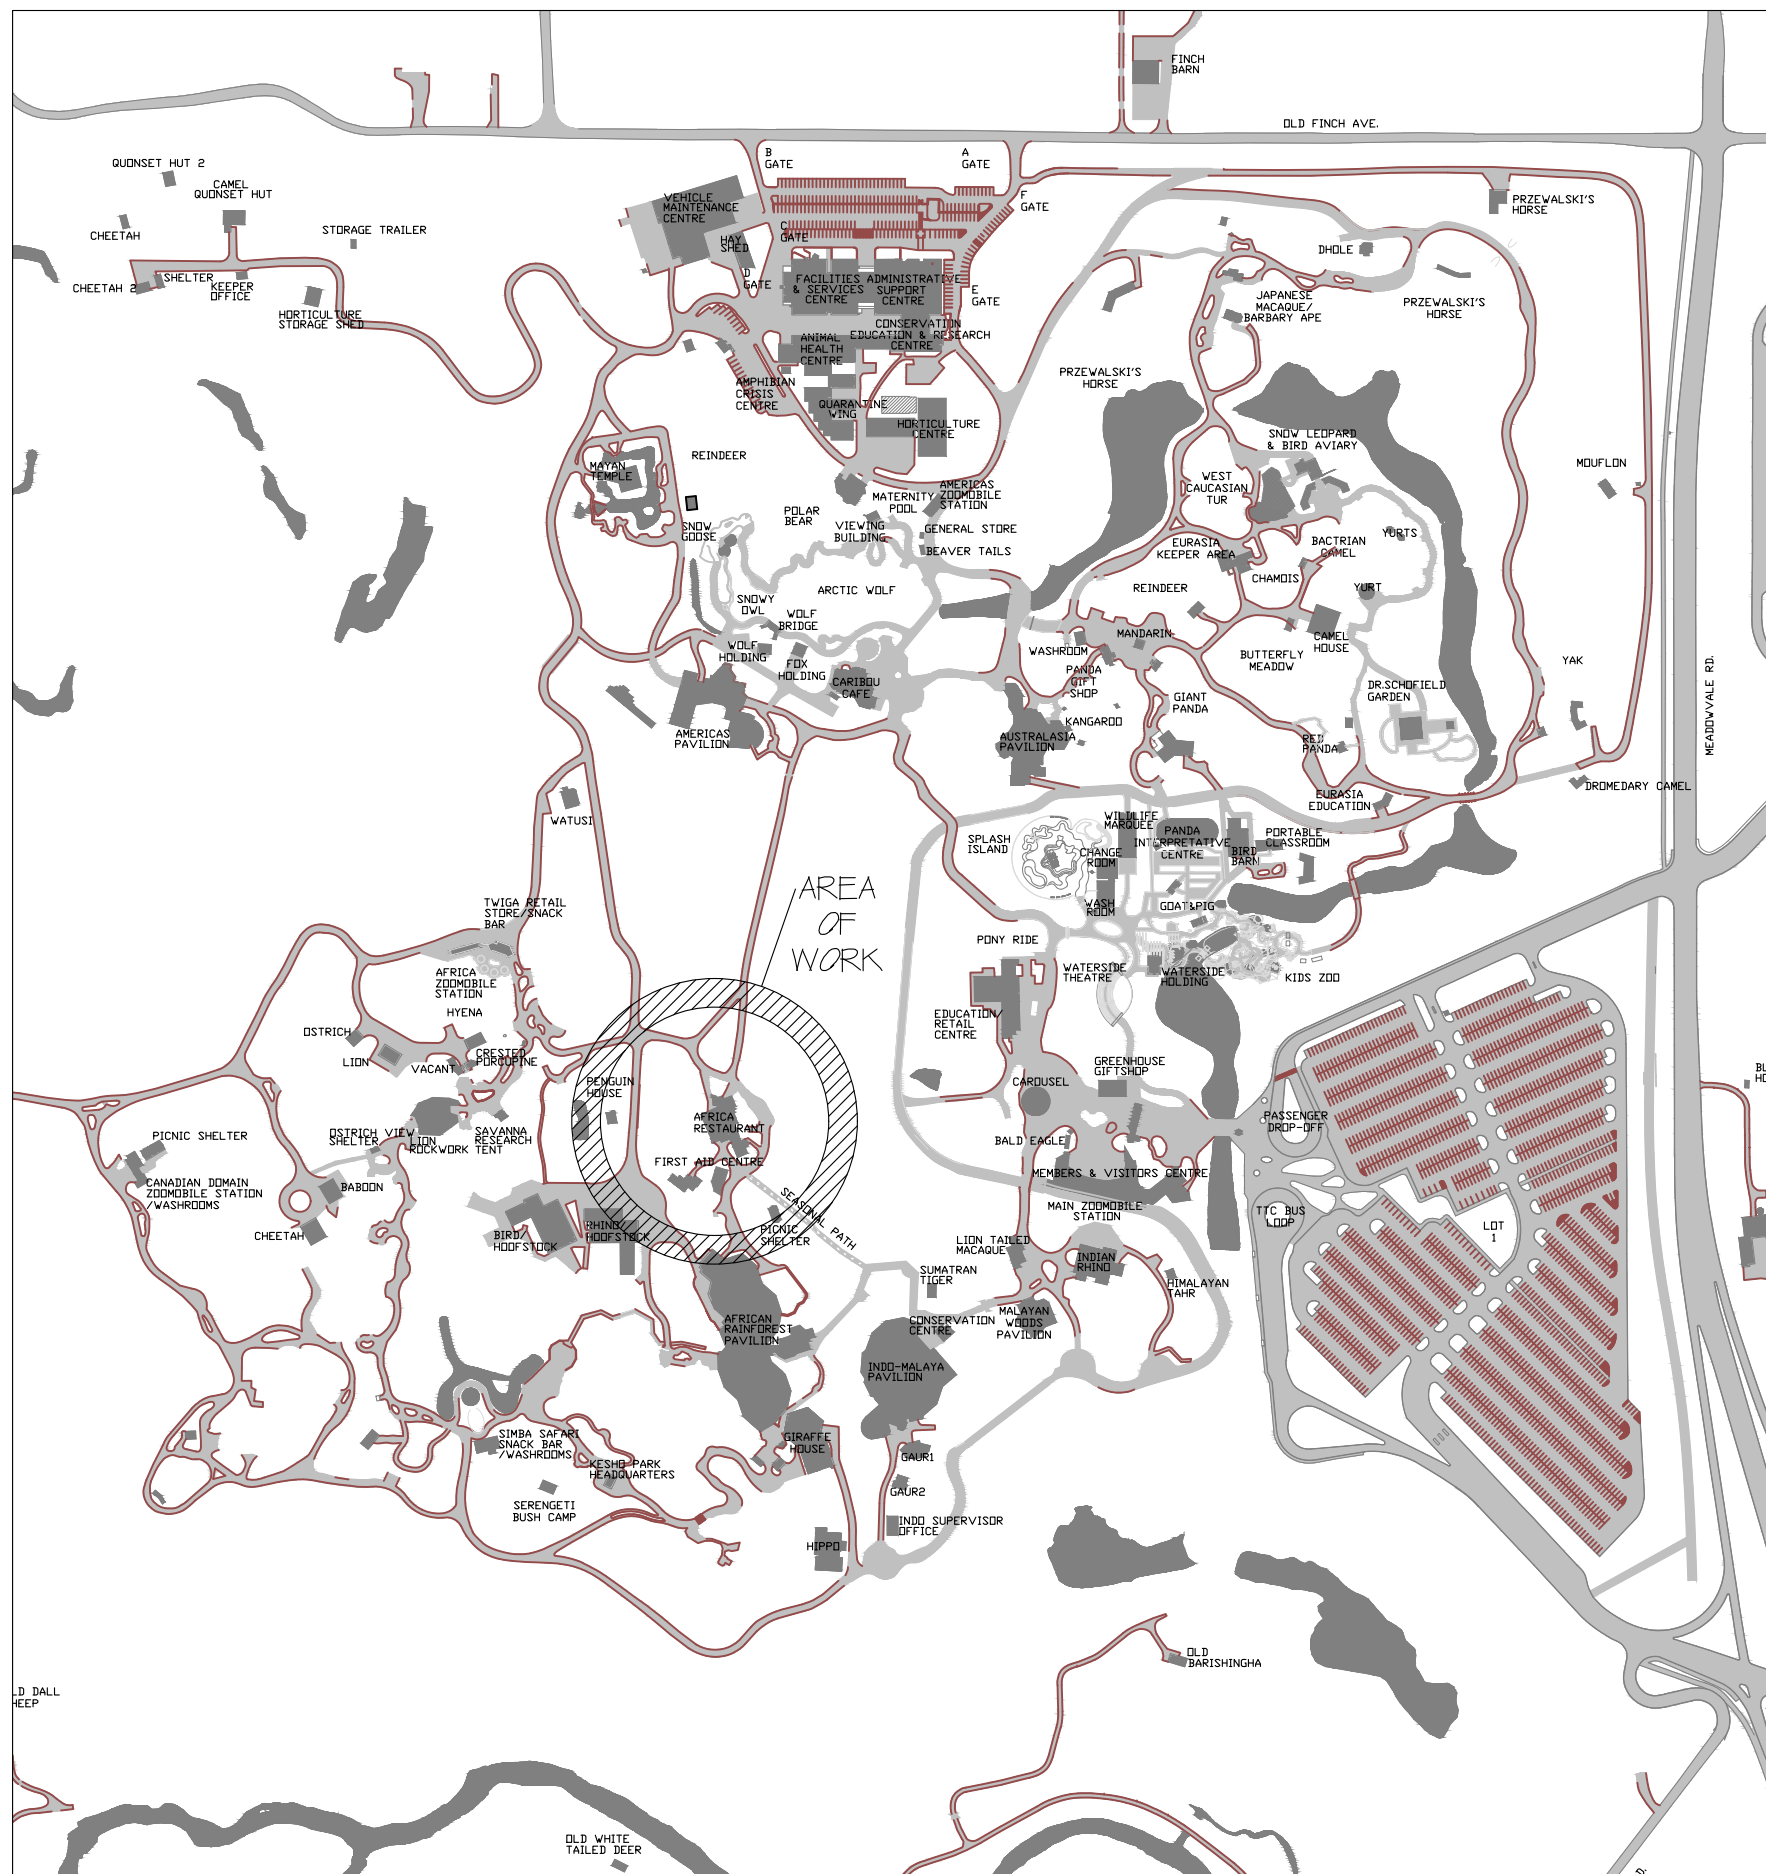 FINCH
BARN
OLD FINCH AVE.
QUONSET HUT 2
CAMEL
QUONSET HUT
CHEETAH
STORAGE TRAILER
CHEETAH 2
SHELTER
KEEPER
OFFICE
HORTICULTURE
STORAGE SHED
B
GATE
A
GATE
F
GATE
VEHICLE
MAINTENANCE
CENTRE
HAY
SHED
C
GATE
D
GATE
E
GATE
FACILITIES
& SERVICES
CENTRE
ADMINISTRATIVE
SUPPORT
CENTRE
CONSERVATION
EDUCATION & RESEARCH
CENTRE
ANIMAL
HEALTH
CENTRE
AMPHIBIAN
CRISIS
CENTRE
QUARANTINE
WING
HORTICULTURE
CENTRE
PRZEWALSKI'S
HORSE
DHOLE
JAPANESE
MACAQUE/
BARBARY APE
PRZEWALSKI'S
HORSE
PRZEWALSKI'S
HORSE
SNOW LEOPARD
& BIRD AVIARY
MOUFLON
WEST
CAUCASIAN
TUR
MAYAN
TEMPLE
REINDEER
SNOW
GOOSE
POLAR
BEAR
MATERNITY
POOL
AMERICAS
ZOOMOBILE
STATION
VIEWING
BUILDING
GENERAL STORE
BEAVER TAILS
EURASIA
KEEPER AREA
BACTRIAN
CAMEL
YURTS
CHAMOIS
YURT
REINDEER
ARCTIC WOLF
SNOWY
OWL
WOLF
BRIDGE
WOLF
HOLDING
FOX
HOLDING
CARIBOU
CAFE
AMERICAS
PAVILION
WASHROOM
MANDARIN
PANDA
GIFT
SHOP
GIANT
PANDA
KANGAROO
AUSTRALASIA
PAVILION
CAMEL
HOUSE
BUTTERFLY
MEADOW
DR.SCHOFIELD
GARDEN
RED
PANDA
YAK
MEADOWVALE RD.
DROMEDARY CAMEL
EURASIA
EDUCATION
WATUSI
SPLASH
ISLAND
WILDLIFE
MARQUEE
CHANGE
ROOM
WASH
ROOM
PANDA
INTERPRETATIVE
CENTRE
BIRD
BARN
PORTABLE
CLASSROOM
GOAT&PIG
AREA
OF
WORK
TWIGA RETAIL
STORE/SNACK
BAR
AFRICA
ZOOMOBILE
STATION
HYENA
OSTRICH
LION
VACANT
CRESTED
PORCUPINE
PONY RIDE
WATERSIDE
THEATRE
WATERSIDE
HOLDING
KIDS ZOO
EDUCATION/
RETAIL
CENTRE
GREENHOUSE
GIFTSHOP
CAROUSEL
PENGUIN
HOUSE
AFRICA
RESTAURANT
FIRST AID CENTRE
BALD EAGLE
PASSENGER
DROP-OFF
MEMBERS & VISITORS CENTRE
PICNIC SHELTER
OSTRICH VIEW
SHELTER
LION
ROCKWORK
SAVANNA
RESEARCH
TENT
CANADIAN DOMAIN
ZOOMOBILE STATION
/WASHROOMS
BABOON
CHEETAH
BIRD/
HOOFSTOCK
RHINO/
HOOFSTOCK
SEASONAL PATH
PICNIC
SHELTER
MAIN ZOOMOBILE
STATION
TTC BUS
LOOP
LOT
1
LION TAILED
MACAQUE
INDIAN
RHINO
HIMALAYAN
TAHR
SUMATRAN
TIGER
CONSERVATION
CENTRE
MALAYAN
WOODS
PAVILION
AFRICAN
RAINFOREST
PAVILION
INDO-MALAYA
PAVILION
SIMBA SAFARI
SNACK BAR
/WASHROOMS
GIRAFFE
HOUSE
KESHO PARK
HEADQUARTERS
GAUR1
GAUR2
SERENGETI
BUSH CAMP
INDO SUPERVISOR
OFFICE
HIPPO
OLD
BARISHINGHA
LD DALL
HEEP
OLD WHITE
TAILED DEER
BL
HO
D.